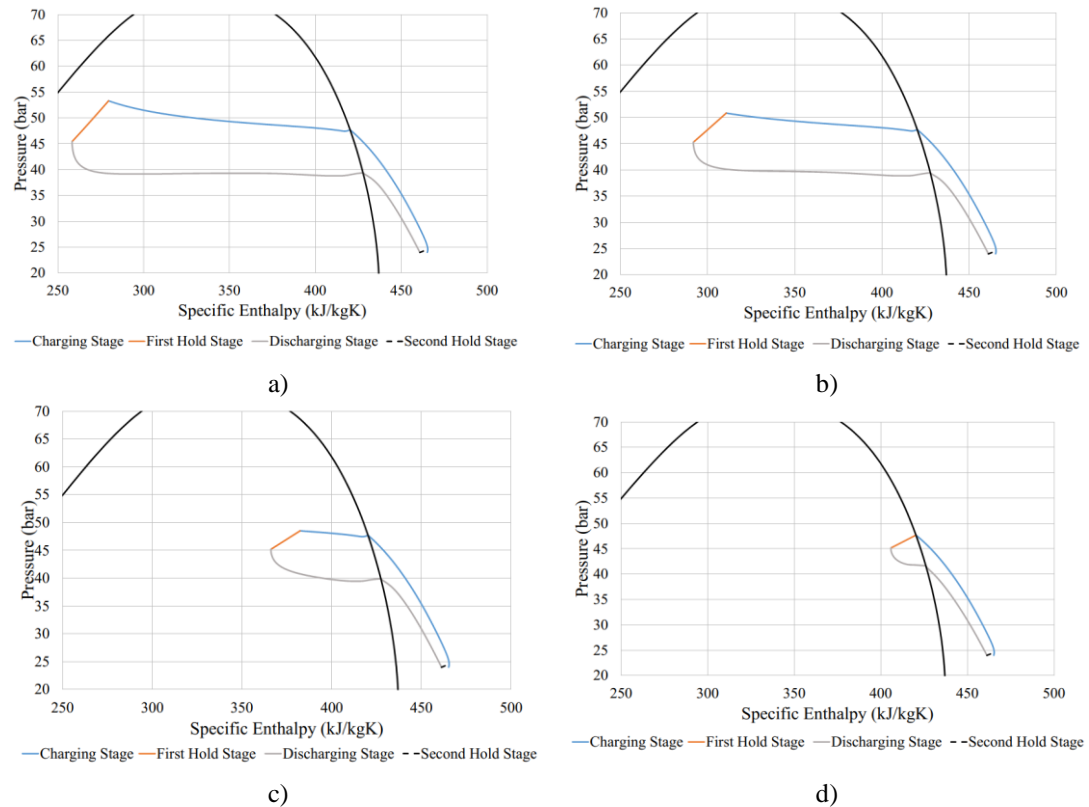 70
65
60
55
50
45
40
35
30
25
20
Pressure (bar)
250 300 350 400 450 500
Specific Enthalpy (kJ/kgK)
Charging Stage First Hold Stage Discharging Stage Second Hold Stage
a)
70
65
60
55
50
45
40
35
30
25
20
Pressure (bar)
250 300 350 400 450 500
Specific Enthalpy (kJ/kgK)
Charging Stage First Hold Stage Discharging Stage Second Hold Stage
b)
70
65
60
55
50
45
40
35
30
25
20
Pressure (bar)
250 300 350 400 450 500
Specific Enthalpy (kJ/kgK)
Charging Stage First Hold Stage Discharging Stage Second Hold Stage
c)
70
65
60
55
50
45
40
35
30
25
20
Pressure (bar)
250 300 350 400 450 500
Specific Enthalpy (kJ/kgK)
Charging Stage First Hold Stage Discharging Stage Second Hold Stage
d)